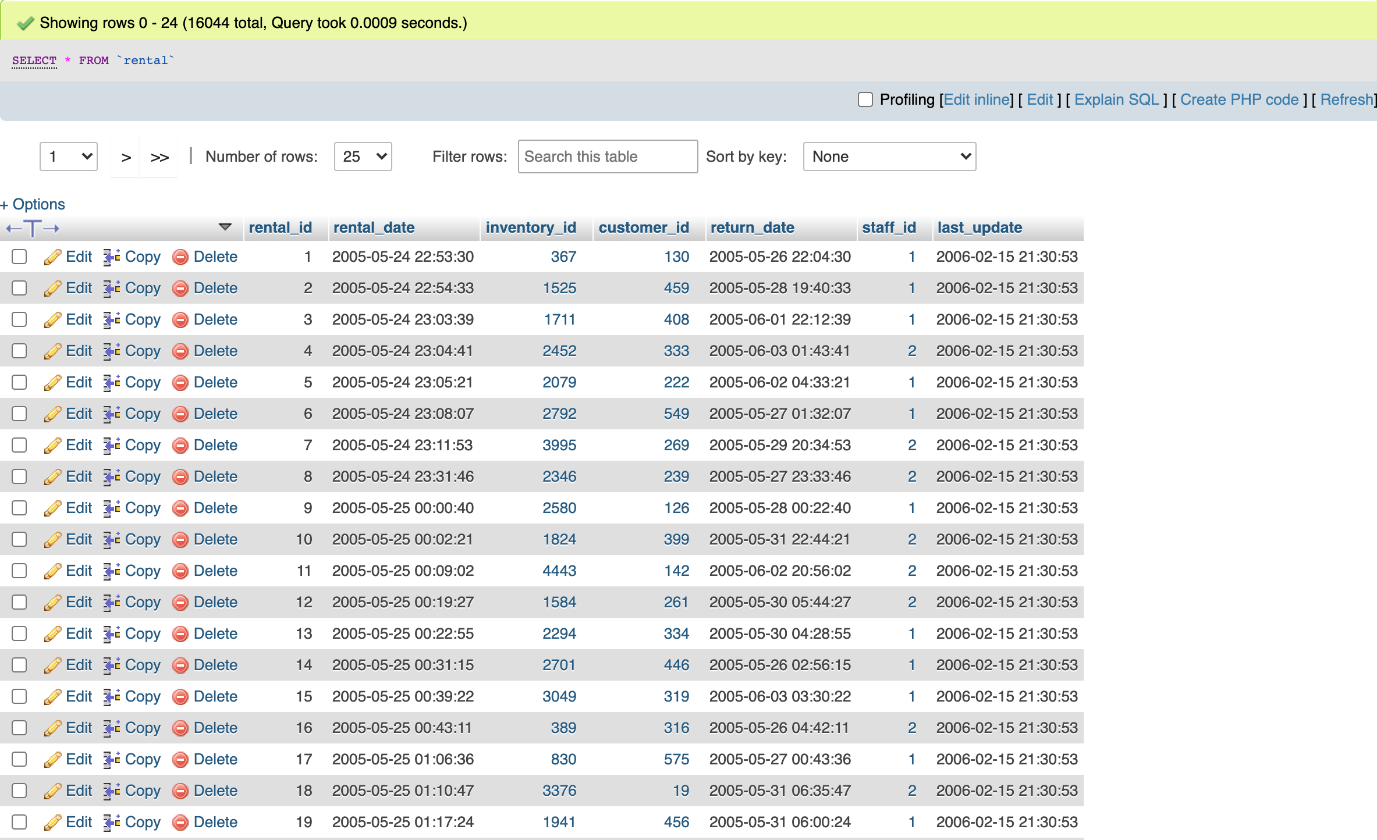 Showing rows 0 - 24 (16044 total, Query took 0.0009 seconds.)
SELECT * FROM `rental`
Profiling [Edit inline] [ Edit ] [ Explain SQL ] [ Create PHP code ] [ Refresh]
1 > >> | Number of rows: 25 Filter rows: Search this table Sort by key: None
+ Options
←T→ rental_id rental_date inventory_id customer_id return_date staff_id last_update
Edit Copy Delete 1 2005-05-24 22:53:30 367 130 2005-05-26 22:04:30 1 2006-02-15 21:30:53
Edit Copy Delete 2 2005-05-24 22:54:33 1525 459 2005-05-28 19:40:33 1 2006-02-15 21:30:53
Edit Copy Delete 3 2005-05-24 23:03:39 1711 408 2005-06-01 22:12:39 1 2006-02-15 21:30:53
Edit Copy Delete 4 2005-05-24 23:04:41 2452 333 2005-06-03 01:43:41 2 2006-02-15 21:30:53
Edit Copy Delete 5 2005-05-24 23:05:21 2079 222 2005-06-02 04:33:21 1 2006-02-15 21:30:53
Edit Copy Delete 6 2005-05-24 23:08:07 2792 549 2005-05-27 01:32:07 1 2006-02-15 21:30:53
Edit Copy Delete 7 2005-05-24 23:11:53 3995 269 2005-05-29 20:34:53 2 2006-02-15 21:30:53
Edit Copy Delete 8 2005-05-24 23:31:46 2346 239 2005-05-27 23:33:46 2 2006-02-15 21:30:53
Edit Copy Delete 9 2005-05-25 00:00:40 2580 126 2005-05-28 00:22:40 1 2006-02-15 21:30:53
Edit Copy Delete 10 2005-05-25 00:02:21 1824 399 2005-05-31 22:44:21 2 2006-02-15 21:30:53
Edit Copy Delete 11 2005-05-25 00:09:02 4443 142 2005-06-02 20:56:02 2 2006-02-15 21:30:53
Edit Copy Delete 12 2005-05-25 00:19:27 1584 261 2005-05-30 05:44:27 2 2006-02-15 21:30:53
Edit Copy Delete 13 2005-05-25 00:22:55 2294 334 2005-05-30 04:28:55 1 2006-02-15 21:30:53
Edit Copy Delete 14 2005-05-25 00:31:15 2701 446 2005-05-26 02:56:15 1 2006-02-15 21:30:53
Edit Copy Delete 15 2005-05-25 00:39:22 3049 319 2005-06-03 03:30:22 1 2006-02-15 21:30:53
Edit Copy Delete 16 2005-05-25 00:43:11 389 316 2005-05-26 04:42:11 2 2006-02-15 21:30:53
Edit Copy Delete 17 2005-05-25 01:06:36 830 575 2005-05-27 00:43:36 1 2006-02-15 21:30:53
Edit Copy Delete 18 2005-05-25 01:10:47 3376 19 2005-05-31 06:35:47 2 2006-02-15 21:30:53
Edit Copy Delete 19 2005-05-25 01:17:24 1941 456 2005-05-31 06:00:24 1 2006-02-15 21:30:53